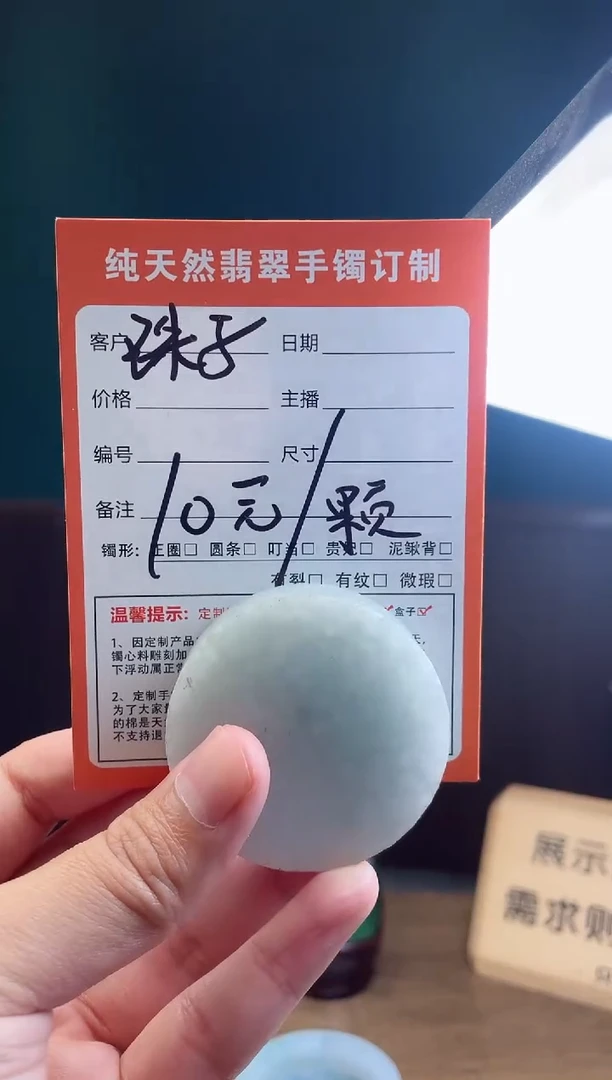 纯天然翡翠手镯订制
客户 珠子 日期
价格 主播
编号 尺寸
备注 10元/颗
镯形: 正圈□ 圆条□ 叮当□ 贵妃□ 泥鳅背□
有裂□ 有纹□ 微瑕□
温馨提示: 定制 盒子
1、因定制产品
镯心料雕刻加
下浮动属正常
2、定制手
为了大家
的棉是天
不支持退
展示
需求则